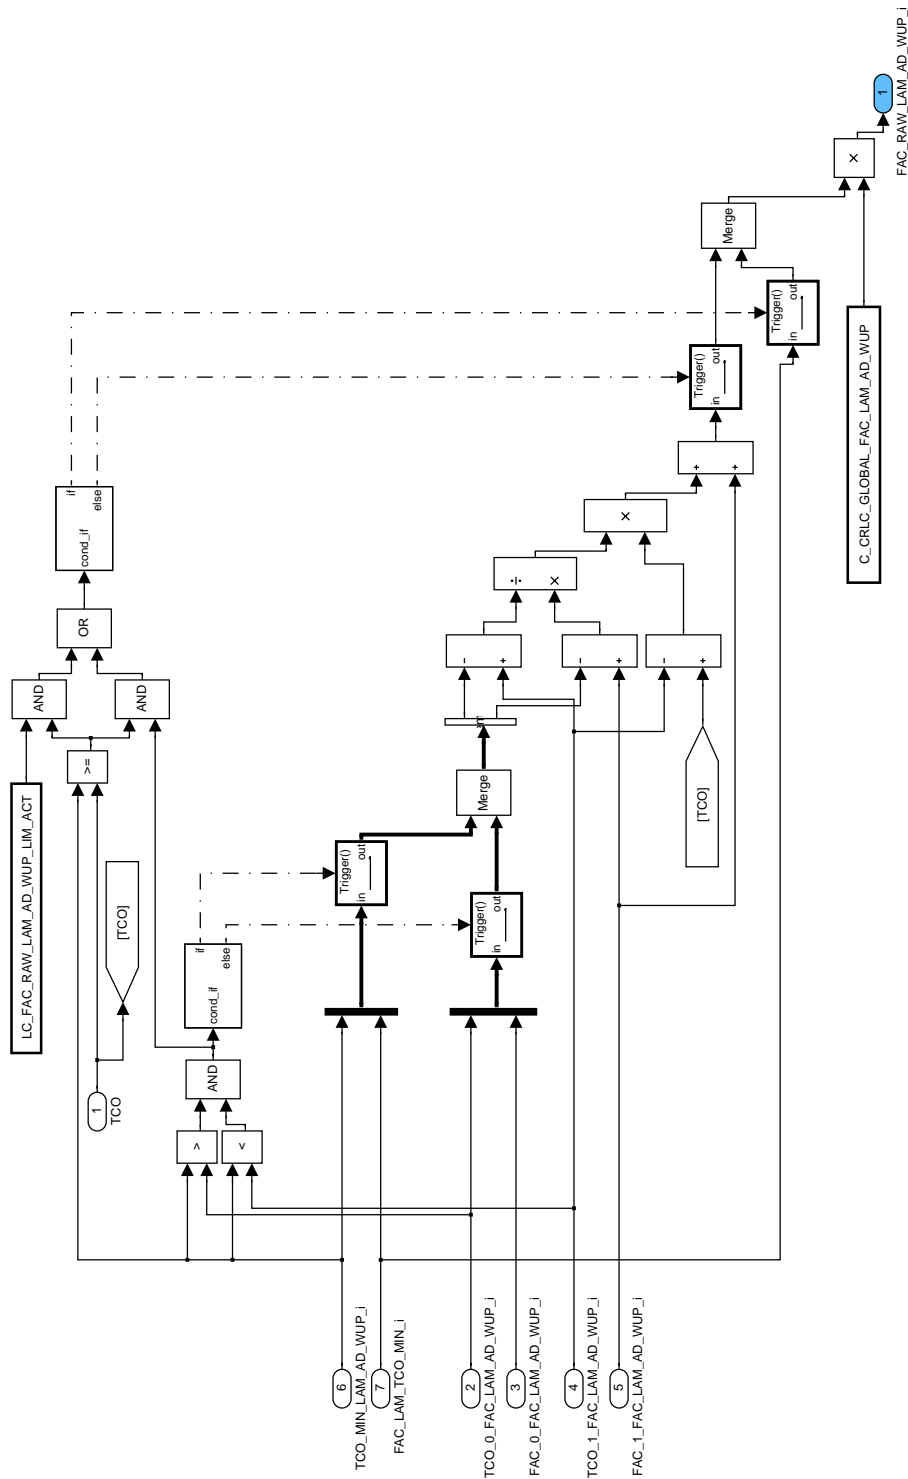 1
FAC_RAW_LAM_AD_WUP_i
×
Merge
Trigger()
in
out
Trigger()
in
out
C_CRLC_GLOBAL_FAC_LAM_AD_WUP
if
else
cond_if
OR
AND
AND
>=
LC_FAC_RAW_LAM_AD_WUP_LIM_ACT
[TCO]
1
TCO
+
+
×
÷
×
-
+
-
+
-
+
[TCO]
Merge
Trigger()
in
out
Trigger()
in
out
if
else
cond_if
AND
>
<
6
TCO_MIN_LAM_AD_WUP_i
7
FAC_LAM_TCO_MIN_i
2
TCO_0_FAC_LAM_AD_WUP_i
3
FAC_0_FAC_LAM_AD_WUP_i
4
TCO_1_FAC_LAM_AD_WUP_i
5
FAC_1_FAC_LAM_AD_WUP_i